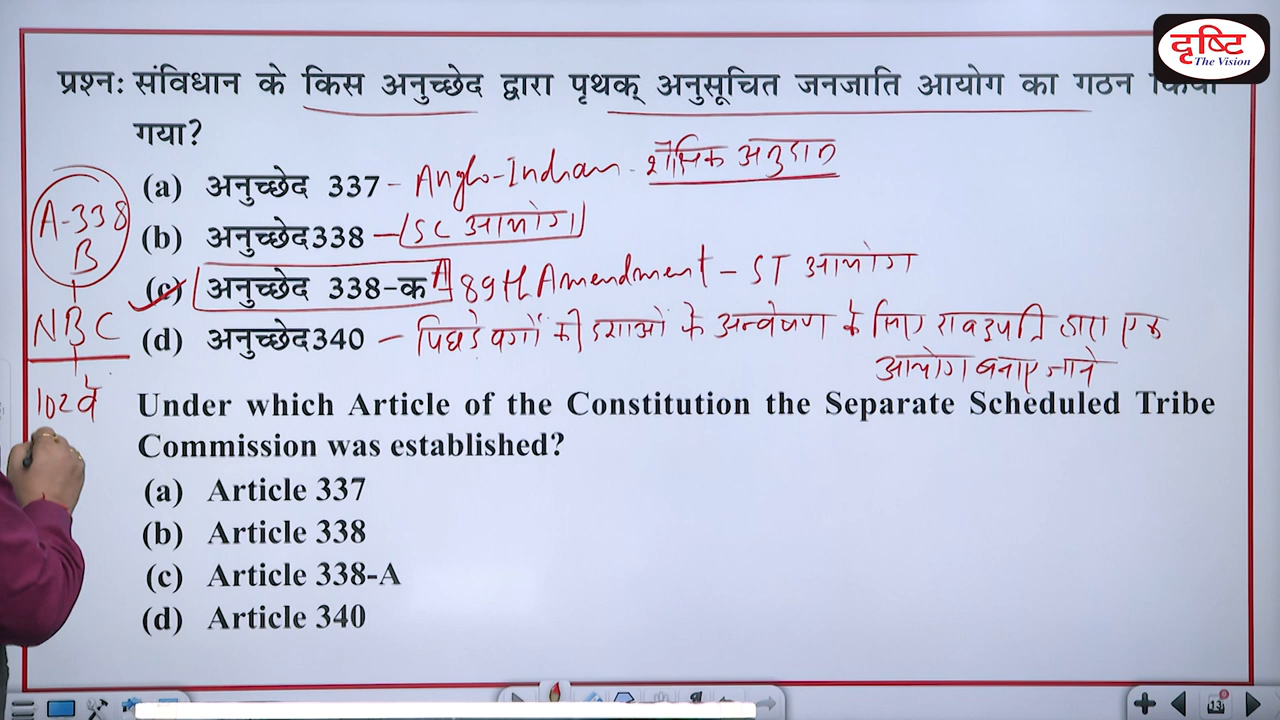 दृष्टि
The Vision
प्रश्न: संविधान के किस अनुच्छेद द्वारा पृथक् अनुसूचित जनजाति आयोग का गठन किया
गया?
(a) अनुच्छेद 337 - Anglo-Indian - शैक्षिक अनुदान
(b) अनुच्छेद338 - SC आयोग
(c) अनुच्छेद 338-क A 89th Amendment - ST आयोग
(d) अनुच्छेद340 - पिछड़े वर्गों की दशाओं के अन्वेषण के लिए राष्ट्रपति द्वारा एक
आयोग बनाए जाने
A-338
B
NBC
102वें
Under which Article of the Constitution the Separate Scheduled Tribe
Commission was established?
(a) Article 337
(b) Article 338
(c) Article 338-A
(d) Article 340
13